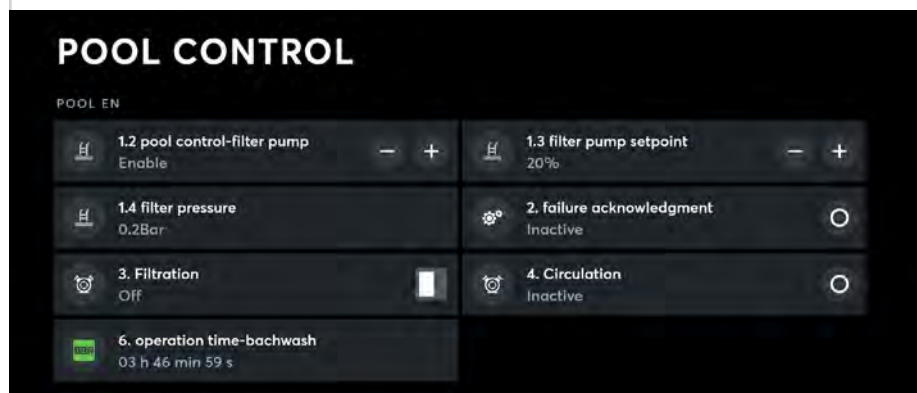 POOL CONTROL
POOL EN
1.2 pool control-filter pump
Enable
1.3 filter pump setpoint
20%
1.4 filter pressure
0.2Bar
2. failure acknowledgment
Inactive
3. Filtration
Off
4. Circulation
Inactive
6. operation time-bachwash
03 h 46 min 59 s